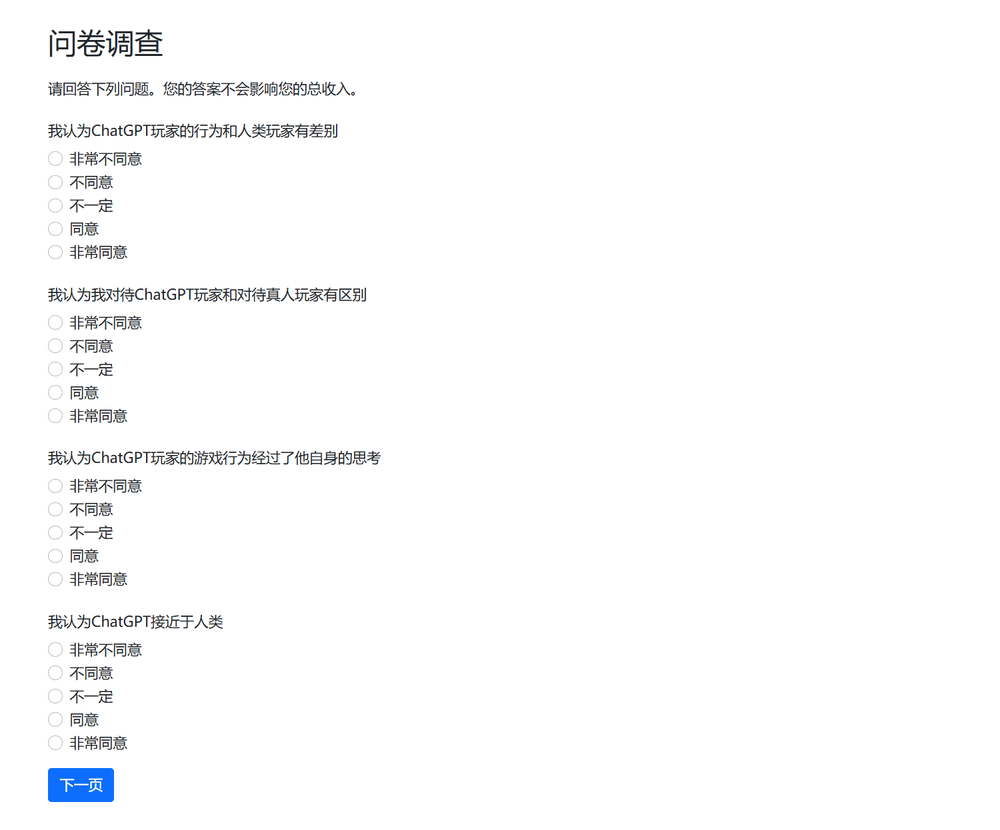 问卷调查
请回答下列问题。您的答案不会影响您的总收入。
我认为ChatGPT玩家的行为和人类玩家有差别
非常不同意
不同意
不一定
同意
非常同意
我认为我对待ChatGPT玩家和对待真人玩家有区别
非常不同意
不同意
不一定
同意
非常同意
我认为ChatGPT玩家的游戏行为经过了他自身的思考
非常不同意
不同意
不一定
同意
非常同意
我认为ChatGPT接近于人类
非常不同意
不同意
不一定
同意
非常同意
下一页